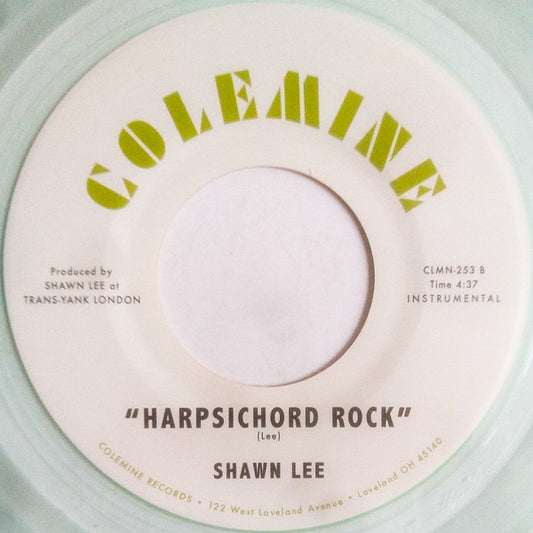 COLEMINE
Produced by
SHAWN LEE at
TRANS-YANK LONDON
CLMN-253 B
Time 4:37
INSTRUMENTAL
"HARPSICHORD ROCK"
(Lee)
SHAWN LEE
COLEMINE RECORDS • 122 West Loveland Avenue • Loveland OH 45140